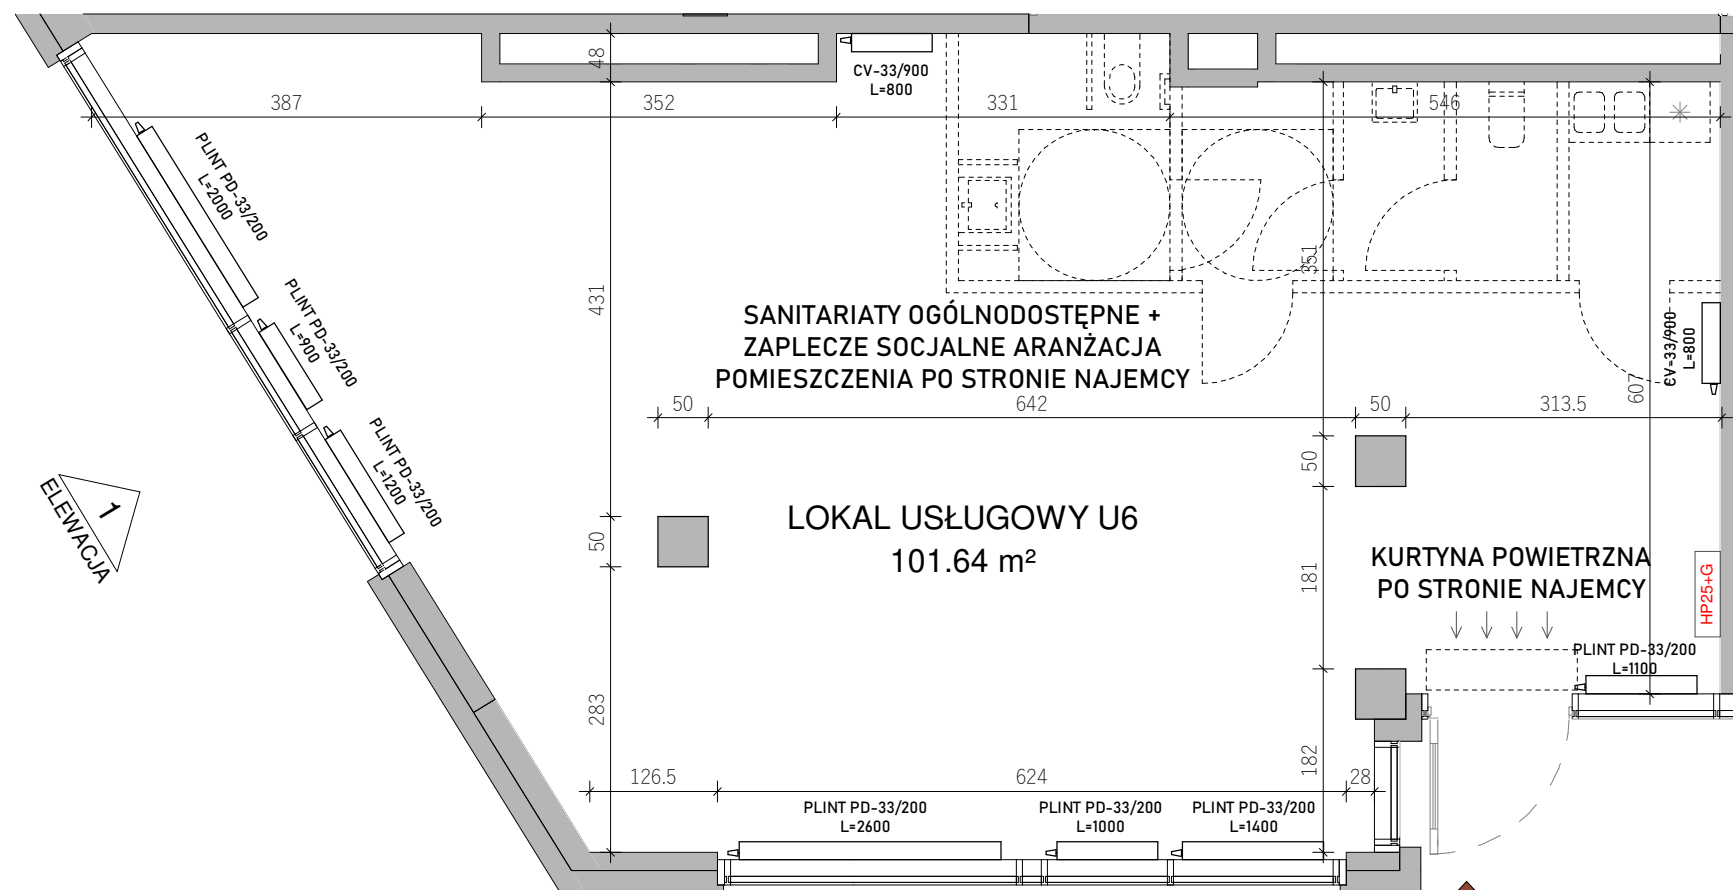 48
CV-33/900
L=800
387
352
331
546
PLINT PD-33/200
L=2000
431
351
PLINT PD-33/200
L=900
SANITARIATY OGÓLNODOSTĘPNE +
ZAPLECZE SOCJALNE ARANŻACJA
POMIESZCZENIA PO STRONIE NAJEMCY
CV-33/900
L=800
607
50
642
50
313.5
PLINT PD-33/200
L=1200
50
1
ELEWACJA
LOKAL USŁUGOWY U6
101.64 m²
50
181
KURTYNA POWIETRZNA
PO STRONIE NAJEMCY
HP25+G
PLINT PD-33/200
L=1100
283
182
126.5
624
28
PLINT PD-33/200
L=2600
PLINT PD-33/200
L=1000
PLINT PD-33/200
L=1400